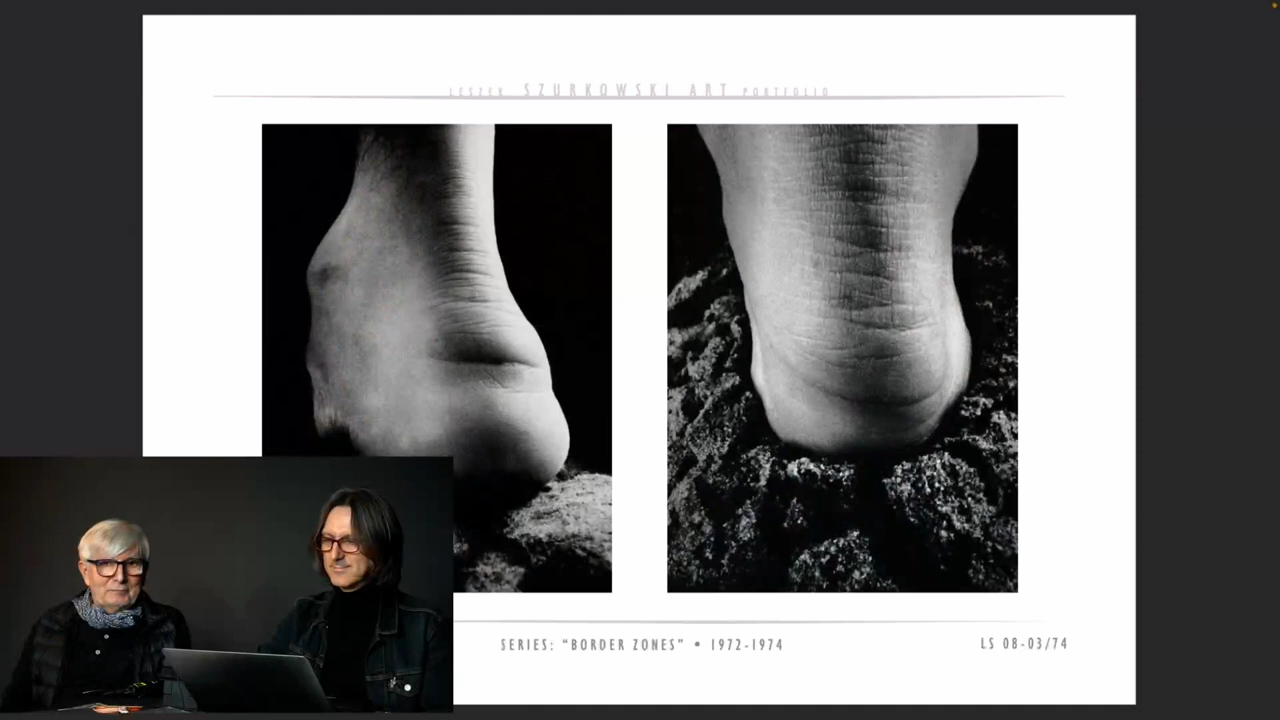 LESZEK SZURKOWSKI ART PORTFOLIO
SERIES: “BORDER ZONES” • 1972-1974
LS 08-03/74